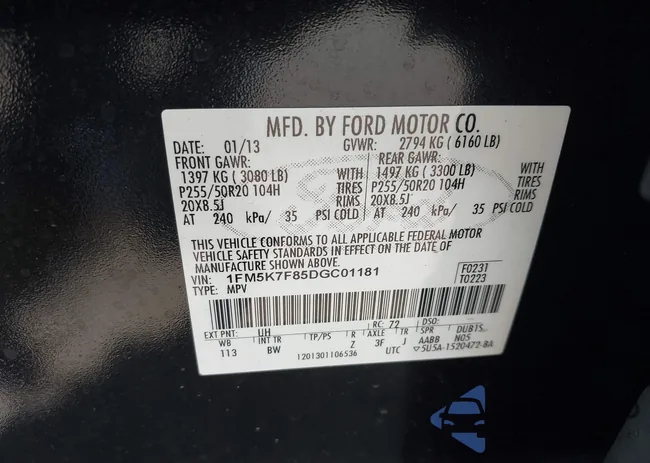 MFD. BY FORD MOTOR CO.
DATE: 01/13 GVWR: 2794 KG ( 6160 LB)
FRONT GAWR: REAR GAWR:
1397 KG ( 3080 LB) WITH 1497 KG ( 3300 LB) WITH
P255/50R20 104H TIRES P255/50R20 104H TIRES
20X8.5J RIMS 20X8.5J RIMS
AT 240 kPa/ 35 PSI COLD AT 240 kPa/ 35 PSI COLD
THIS VEHICLE CONFORMS TO ALL APPLICABLE FEDERAL MOTOR
VEHICLE SAFETY STANDARDS IN EFFECT ON THE DATE OF
MANUFACTURE SHOWN ABOVE.
VIN: 1FM5K7F85DGC01181 F0231
TYPE: MPV T0223
EXT PNT: UH RC: 72 DSO:
WB INT TR TP/PS R AXLE TR SPR
113 BW Z 3F J AABB N05
1201301106536 UTC 5U5A-1520472-BA
Ford